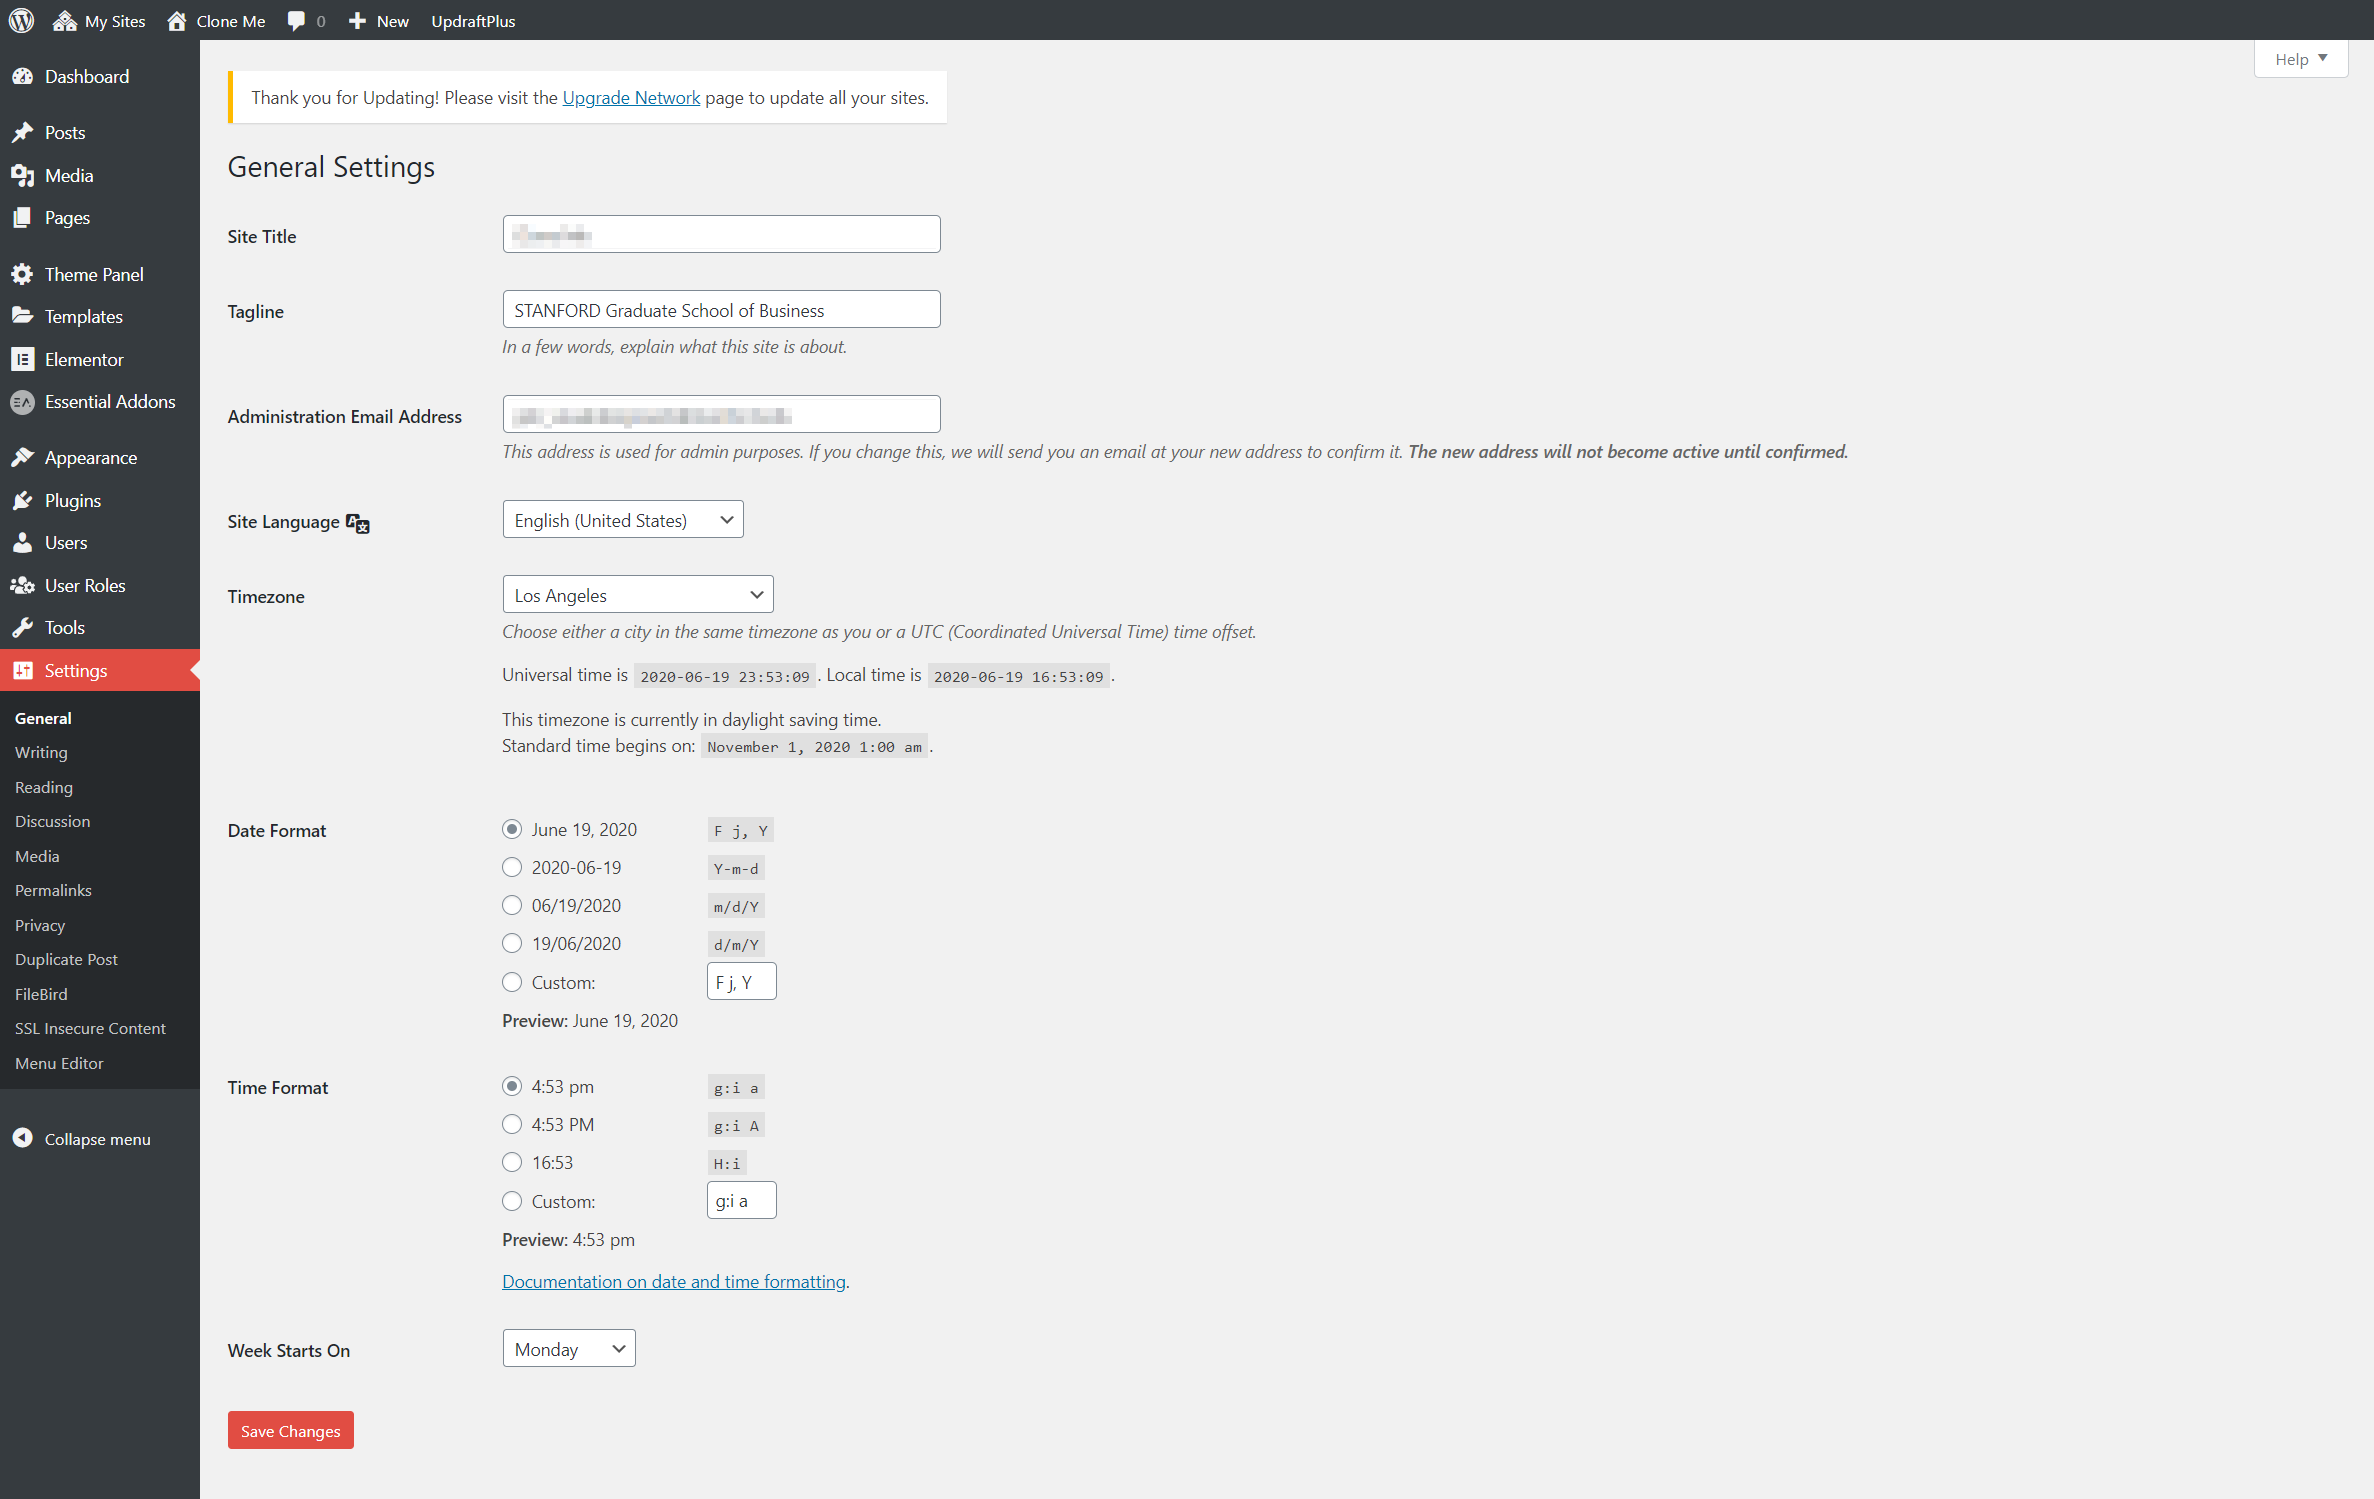 My Sites
Clone Me
0
New
UpdraftPlus
Help
Dashboard
Posts
Media
Pages
Theme Panel
Templates
Elementor
Essential Addons
Appearance
Plugins
Users
User Roles
Tools
Settings
General
Writing
Reading
Discussion
Media
Permalinks
Privacy
Duplicate Post
FileBird
SSL Insecure Content
Menu Editor
Collapse menu
Thank you for Updating! Please visit the Upgrade Network page to update all your sites.
General Settings
Site Title
Tagline
STANFORD Graduate School of Business
In a few words, explain what this site is about.
Administration Email Address
This address is used for admin purposes. If you change this, we will send you an email at your new address to confirm it. The new address will not become active until confirmed.
Site Language
English (United States)
Timezone
Los Angeles
Choose either a city in the same timezone as you or a UTC (Coordinated Universal Time) time offset.
Universal time is 2020-06-19 23:53:09 . Local time is 2020-06-19 16:53:09 .
This timezone is currently in daylight saving time.
Standard time begins on: November 1, 2020 1:00 am .
Date Format
June 19, 2020 F j, Y
2020-06-19 Y-m-d
06/19/2020 m/d/Y
19/06/2020 d/m/Y
Custom: F j, Y
Preview: June 19, 2020
Time Format
4:53 pm g:i a
4:53 PM g:i A
16:53 H:i
Custom: g:i a
Preview: 4:53 pm
Documentation on date and time formatting.
Week Starts On
Monday
Save Changes